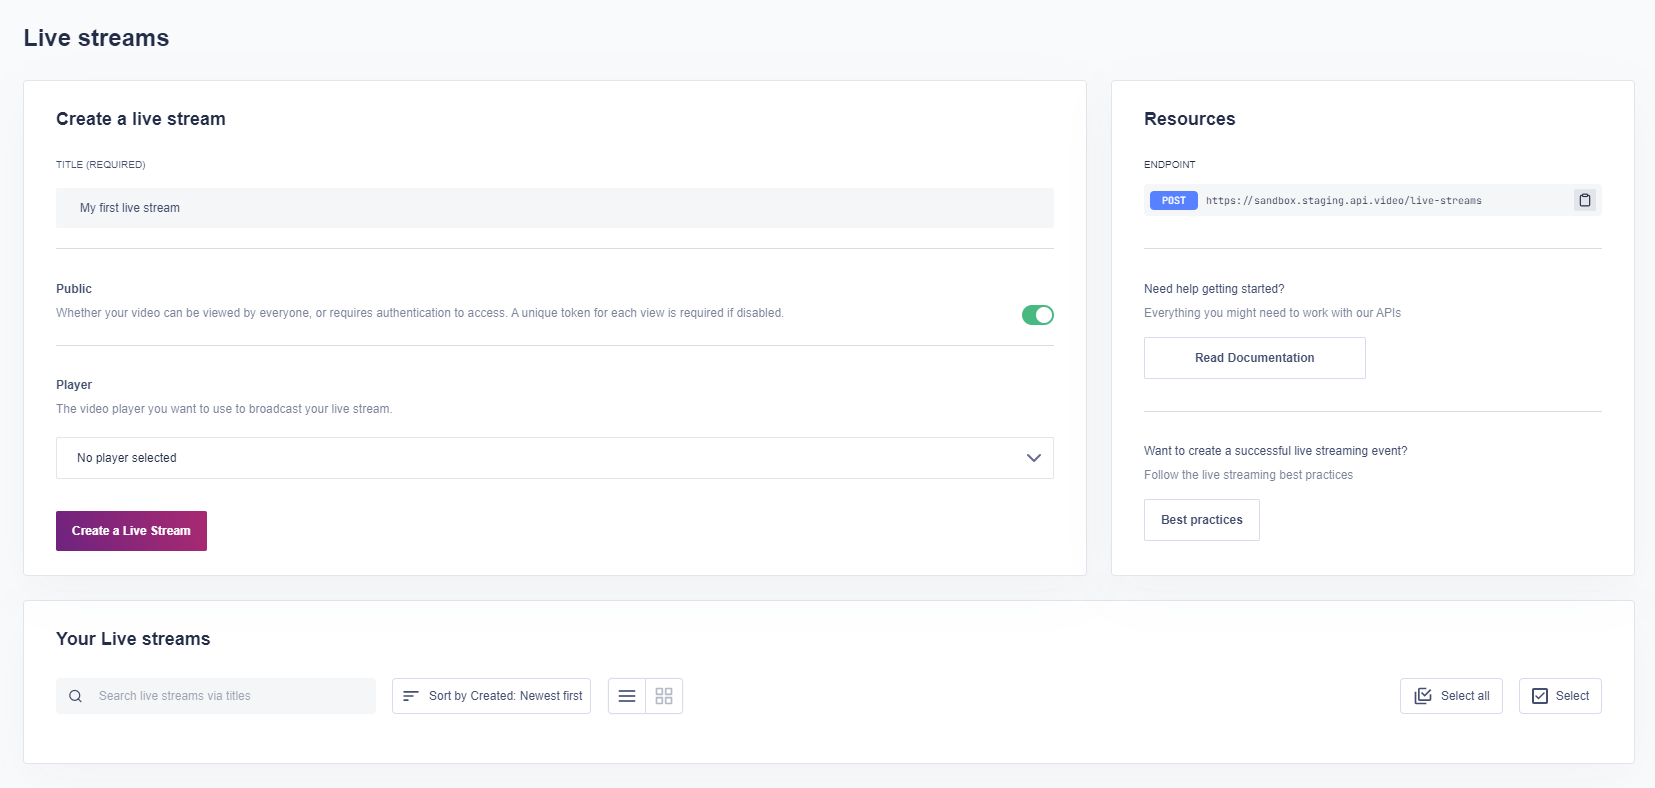 Live streams
Create a live stream
TITLE (REQUIRED)
My first live stream
Public
Whether your video can be viewed by everyone, or requires authentication to access. A unique token for each view is required if disabled.
Player
The video player you want to use to broadcast your live stream.
No player selected
Create a Live Stream
Resources
ENDPOINT
POST https://sandbox.staging.api.video/live-streams
Need help getting started?
Everything you might need to work with our APIs
Read Documentation
Want to create a successful live streaming event?
Follow the live streaming best practices
Best practices
Your Live streams
Search live streams via titles Sort by Created: Newest first Select all Select